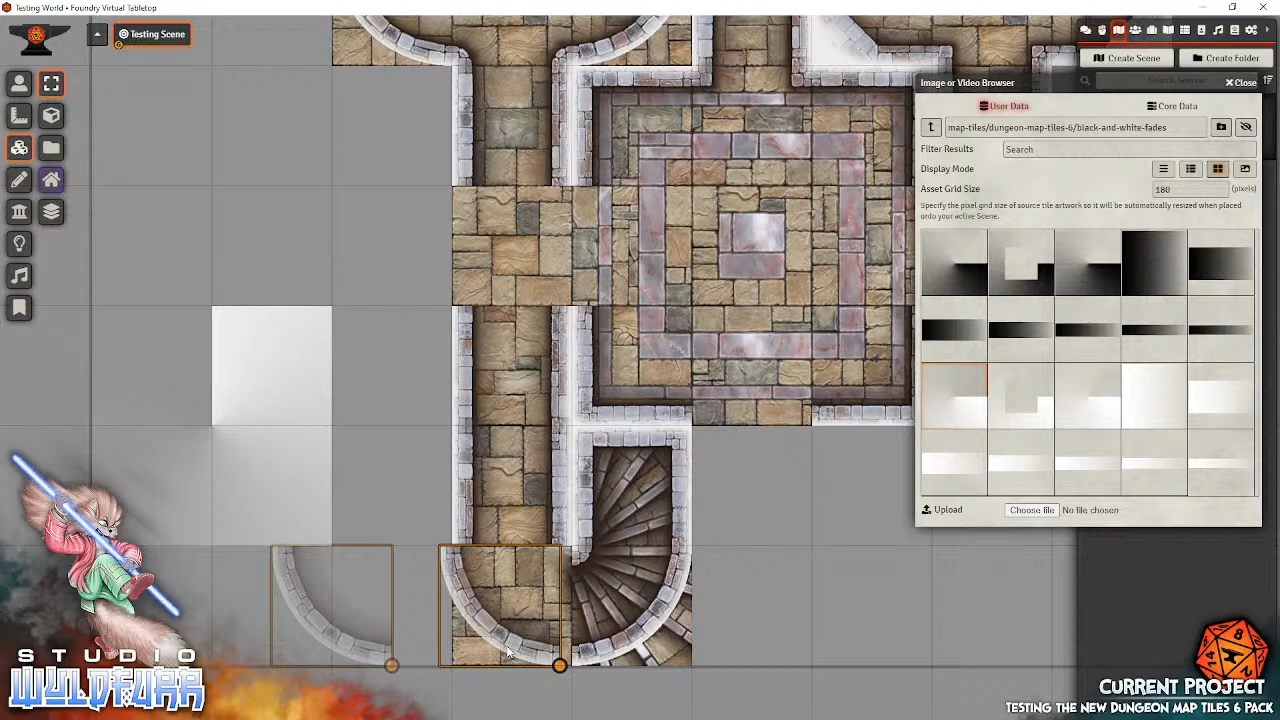 Testing World • Foundry Virtual Tabletop
Testing Scene
G
Create Scene
Create Folder
Search Scenes
Image or Video Browser
Close
User Data
Core Data
map-tiles/dungeon-map-tiles-6/black-and-white-fades
Filter Results
Search
Display Mode
Asset Grid Size
180
(pixels)
Specify the pixel grid size of source tile artwork so it will be automatically resized when placed
onto your active Scene.
Upload
Choose file
No file chosen
STUDIO
WULDFURR
CURRENT PROJECT
TESTING THE NEW DUNGEON MAP TILES 6 PACK